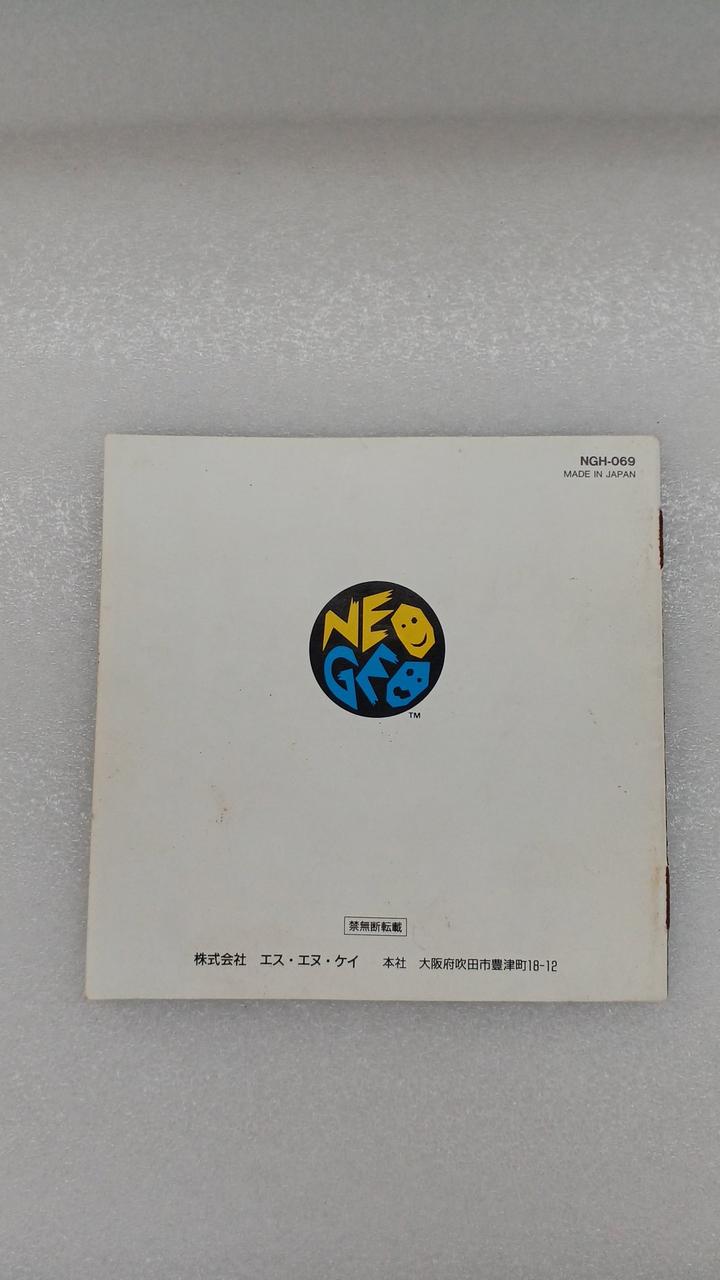 NGH-069
MADE IN JAPAN
NEO
GEO
TM
禁無断転載
株式会社 エス・エヌ・ケイ 本社 大阪府吹田市豊津町18-12